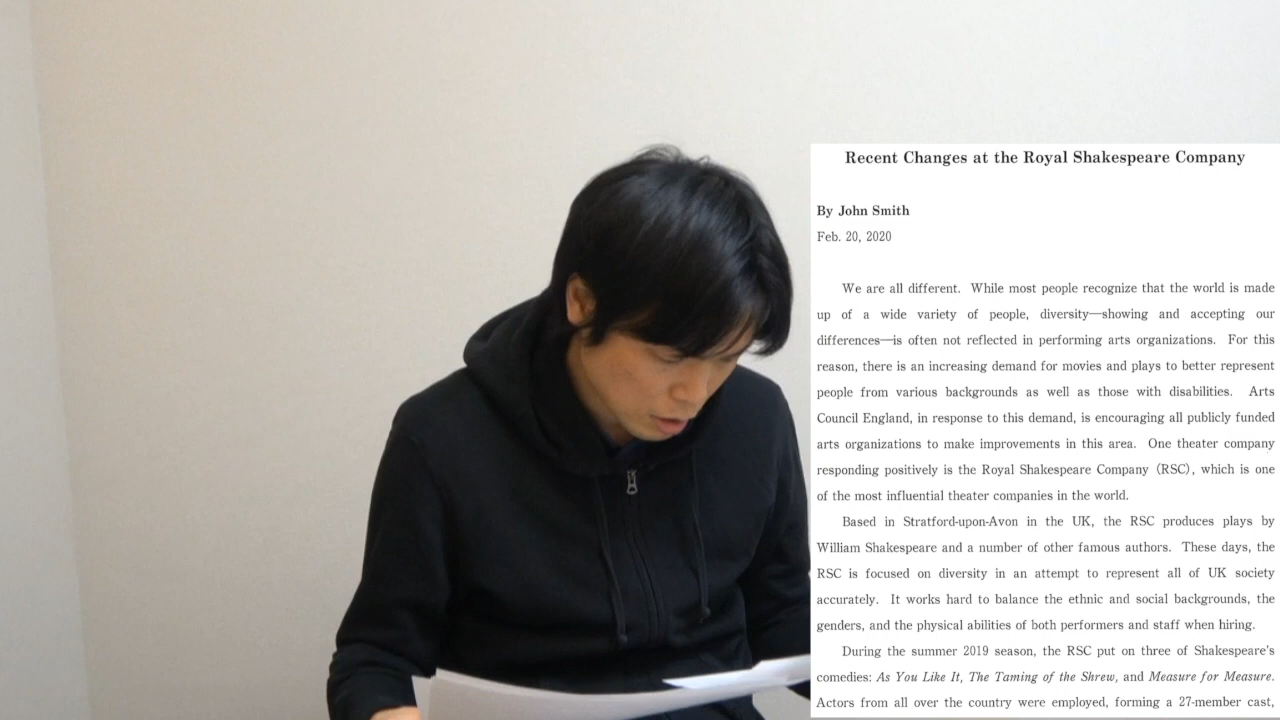 Recent Changes at the Royal Shakespeare Company
By John Smith
Feb. 20, 2020
We are all different. While most people recognize that the world is made
up of a wide variety of people, diversity—showing and accepting our
differences—is often not reflected in performing arts organizations. For this
reason, there is an increasing demand for movies and plays to better represent
people from various backgrounds as well as those with disabilities. Arts
Council England, in response to this demand, is encouraging all publicly funded
arts organizations to make improvements in this area. One theater company
responding positively is the Royal Shakespeare Company (RSC), which is one
of the most influential theater companies in the world.
Based in Stratford-upon-Avon in the UK, the RSC produces plays by
William Shakespeare and a number of other famous authors. These days, the
RSC is focused on diversity in an attempt to represent all of UK society
accurately. It works hard to balance the ethnic and social backgrounds, the
genders, and the physical abilities of both performers and staff when hiring.
During the summer 2019 season, the RSC put on three of Shakespeare's
comedies: As You Like It, The Taming of the Shrew, and Measure for Measure.
Actors from all over the country were employed, forming a 27-member cast,